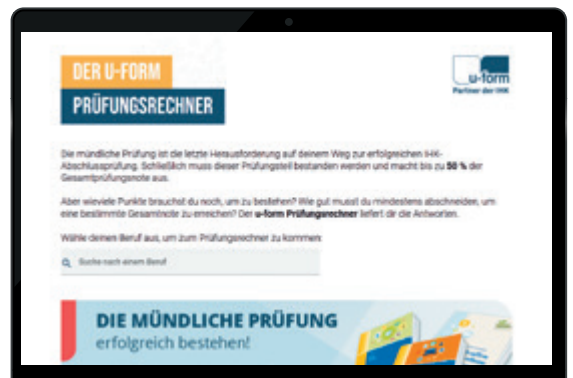 DER U-FORM
PRÜFUNGSRECHNER
u-form
Partner der IHK
Die mündliche Prüfung ist die letzte Herausforderung auf deinem Weg zur erfolgreichen IHK-
Abschlussprüfung. Schließlich muss dieser Prüfungsteil bestanden werden und macht bis zu 50 % der
Gesamtprüfungsnote aus.
Aber wieviele Punkte brauchst du noch, um zu bestehen? Wie gut musst du mindestens abschneiden, um
eine bestimmte Gesamtnote zu erreichen? Der u-form Prüfungsrechner liefert dir die Antworten.
Wähle deinen Beruf aus, um zum Prüfungsrechner zu kommen:
Suche nach einem Beruf
DIE MÜNDLICHE PRÜFUNG
erfolgreich bestehen!